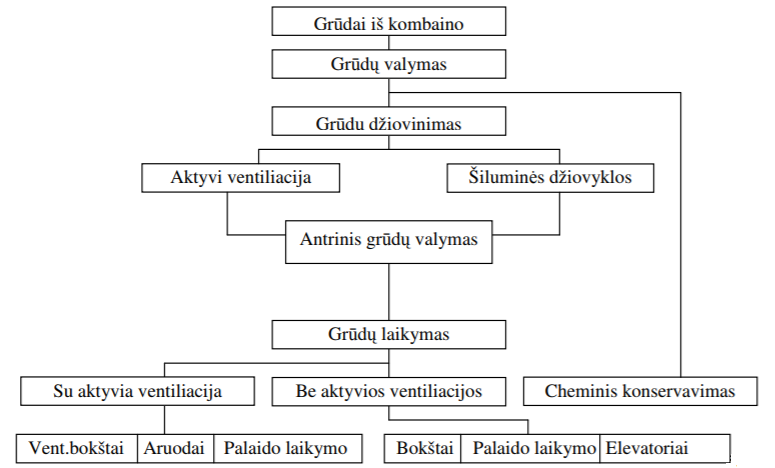 Grūdai iš kombaino
Grūdų valymas
Grūdu džiovinimas
Aktyvi ventiliacija
Šiluminės džiovyklos
Antrinis grūdų valymas
Grūdų laikymas
Su aktyvia ventiliacija
Be aktyvios ventiliacijos
Cheminis konservavimas
Vent.bokštai
Aruodai
Palaido laikymo
Bokštai
Palaido laikymo
Elevatoriai